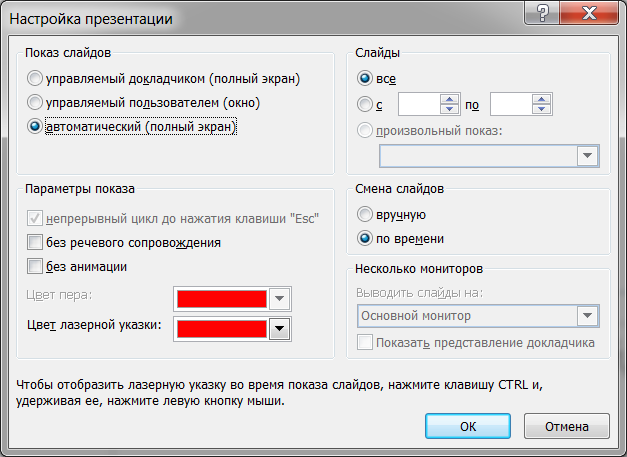 Настройка презентации
Показ слайдов
управляемый докладчиком (полный экран)
управляемый пользователем (окно)
автоматический (полный экран)
Слайды
все
с по
произвольный показ:
Параметры показа
непрерывный цикл до нажатия клавиши "Esc"
без речевого сопровождения
без анимации
Цвет пера:
Цвет лазерной указки:
Смена слайдов
вручную
по времени
Несколько мониторов
Выводить слайды на:
Основной монитор
Показать представление докладчика
Чтобы отобразить лазерную указку во время показа слайдов, нажмите клавишу CTRL и,
удерживая ее, нажмите левую кнопку мыши.
ОК
Отмена